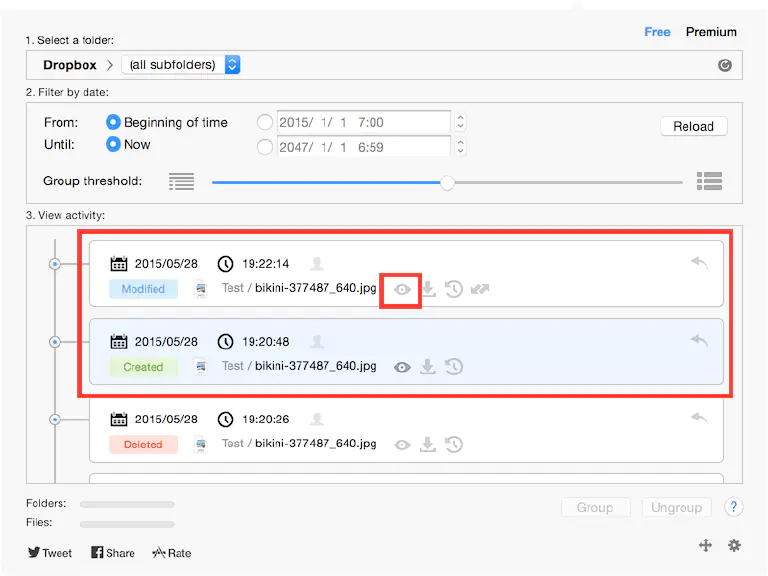 Free Premium
1. Select a folder:
Dropbox > (all subfolders)
2. Filter by date:
From: Beginning of time 2015/ 1/ 1 7:00
Until: Now 2047/ 1/ 1 6:59
Reload
Group threshold:
3. View activity:
2015/05/28 19:22:14
Modified Test / bikini-377487_640.jpg
2015/05/28 19:20:48
Created Test / bikini-377487_640.jpg
2015/05/28 19:20:26
Deleted Test / bikini-377487_640.jpg
Folders:
Files:
Group Ungroup ?
Tweet Share Rate